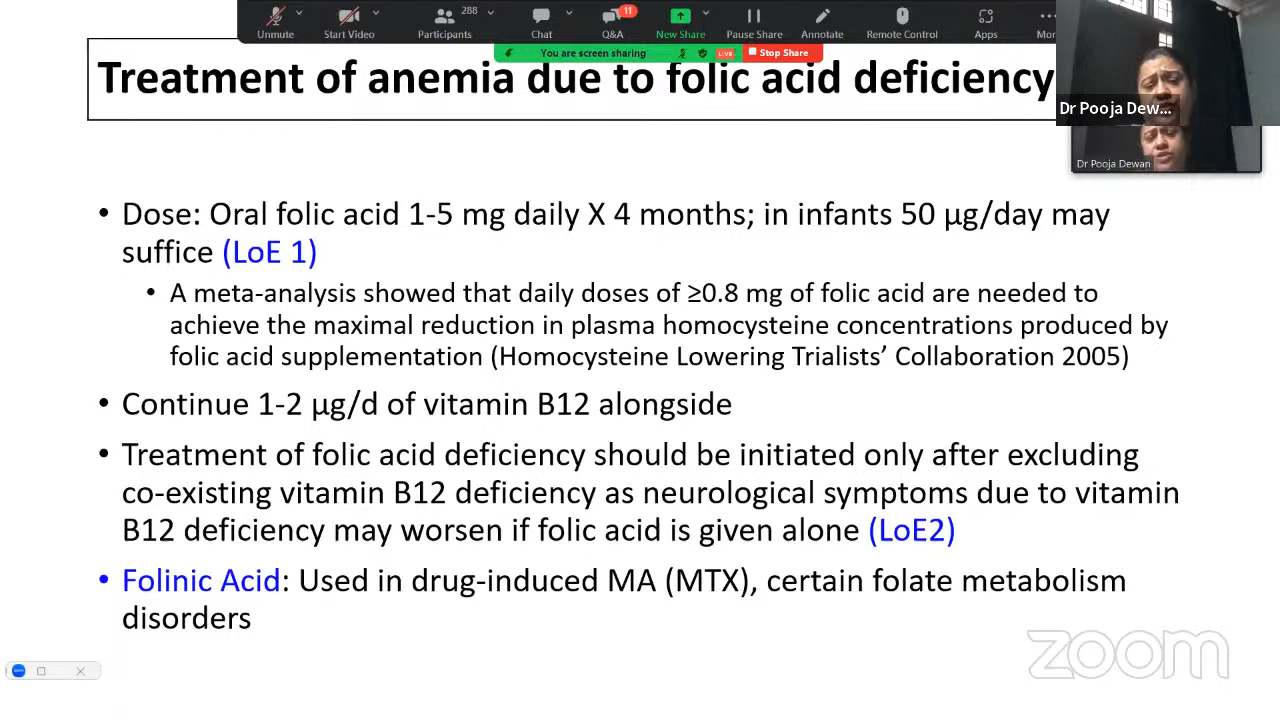 Unmute
Start Video
Participants
288
Chat
Q&A
11
New Share
Pause Share
Annotate
Remote Control
Apps
Mor
You are screen sharing
LIVE
Stop Share
Treatment of anemia due to folic acid deficiency
Dr Pooja Dew...
Dr Pooja Dewan
• Dose: Oral folic acid 1-5 mg daily X 4 months; in infants 50 µg/day may
suffice (LoE 1)
• A meta-analysis showed that daily doses of ≥0.8 mg of folic acid are needed to
achieve the maximal reduction in plasma homocysteine concentrations produced by
folic acid supplementation (Homocysteine Lowering Trialists’ Collaboration 2005)
• Continue 1-2 µg/d of vitamin B12 alongside
• Treatment of folic acid deficiency should be initiated only after excluding
co-existing vitamin B12 deficiency as neurological symptoms due to vitamin
B12 deficiency may worsen if folic acid is given alone (LoE2)
• Folinic Acid: Used in drug-induced MA (MTX), certain folate metabolism
disorders
zoom